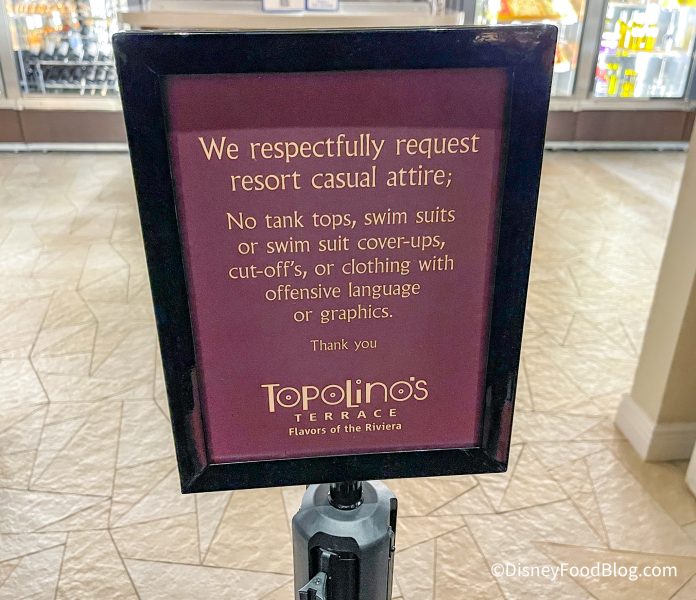 We respectfully request
resort casual attire;
No tank tops, swim suits
or swim suit cover-ups,
cut-off's, or clothing with
offensive language
or graphics.
Thank you
TOPOLINO'S
TERRACE
Flavors of the Riviera
©DisneyFoodBlog.com